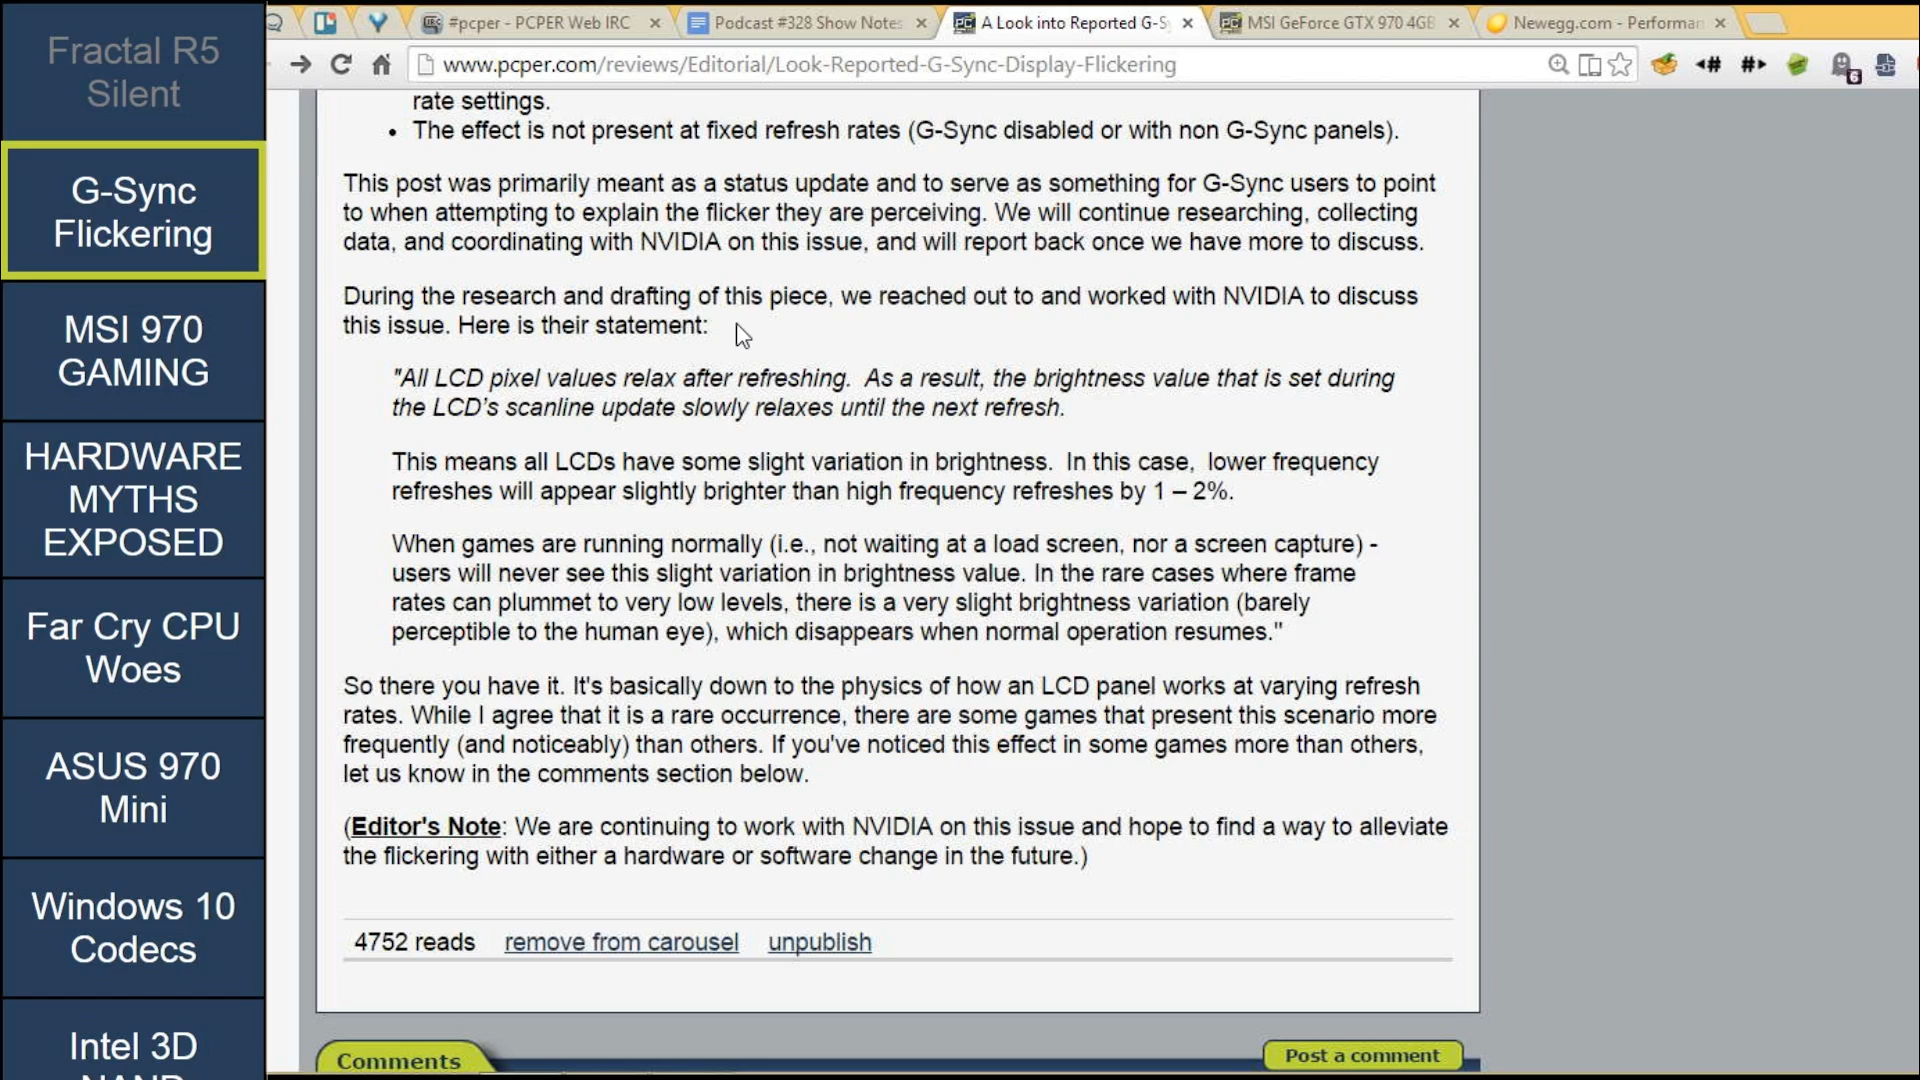 Fractal R5
Silent
G-Sync
Flickering
MSI 970
GAMING
HARDWARE
MYTHS
EXPOSED
Far Cry CPU
Woes
ASUS 970
Mini
Windows 10
Codecs
Intel 3D
NAND
#pcper - PCPER Web IRC
Podcast #328 Show Notes
A Look into Reported G-S
MSI GeForce GTX 970 4GB
Newegg.com - Performan
www.pcper.com/reviews/Editorial/Look-Reported-G-Sync-Display-Flickering
6
rate settings.
• The effect is not present at fixed refresh rates (G-Sync disabled or with non G-Sync panels).
This post was primarily meant as a status update and to serve as something for G-Sync users to point
to when attempting to explain the flicker they are perceiving. We will continue researching, collecting
data, and coordinating with NVIDIA on this issue, and will report back once we have more to discuss.
During the research and drafting of this piece, we reached out to and worked with NVIDIA to discuss
this issue. Here is their statement:
"All LCD pixel values relax after refreshing. As a result, the brightness value that is set during
the LCD's scanline update slowly relaxes until the next refresh.
This means all LCDs have some slight variation in brightness. In this case, lower frequency
refreshes will appear slightly brighter than high frequency refreshes by 1 – 2%.
When games are running normally (i.e., not waiting at a load screen, nor a screen capture) -
users will never see this slight variation in brightness value. In the rare cases where frame
rates can plummet to very low levels, there is a very slight brightness variation (barely
perceptible to the human eye), which disappears when normal operation resumes."
So there you have it. It's basically down to the physics of how an LCD panel works at varying refresh
rates. While I agree that it is a rare occurrence, there are some games that present this scenario more
frequently (and noticeably) than others. If you've noticed this effect in some games more than others,
let us know in the comments section below.
(Editor's Note: We are continuing to work with NVIDIA on this issue and hope to find a way to alleviate
the flickering with either a hardware or software change in the future.)
4752 reads remove from carousel unpublish
Comments
Post a comment